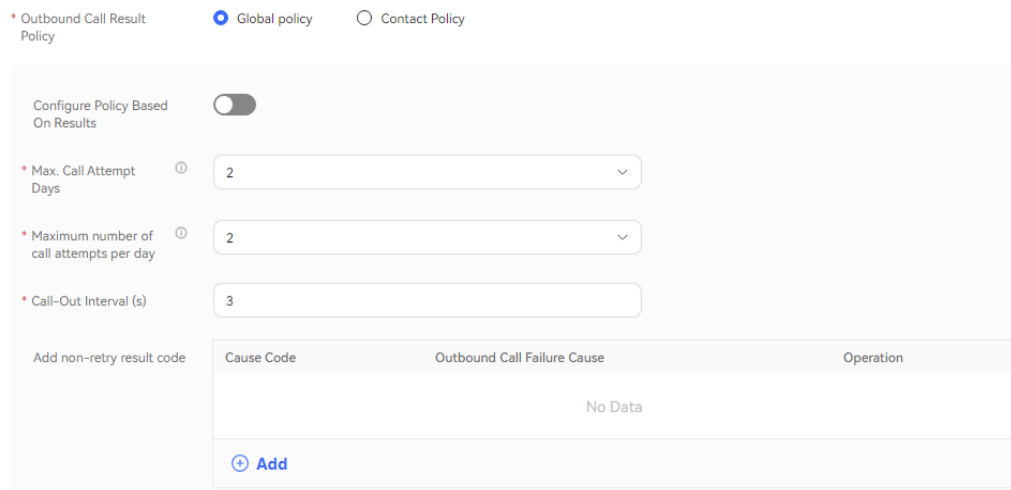 * Outbound Call Result Policy
Global policy
Contact Policy
Configure Policy Based On Results
* Max. Call Attempt Days
2
* Maximum number of call attempts per day
2
* Call-Out Interval (s)
3
Add non-retry result code
Cause Code
Outbound Call Failure Cause
Operation
No Data
Add